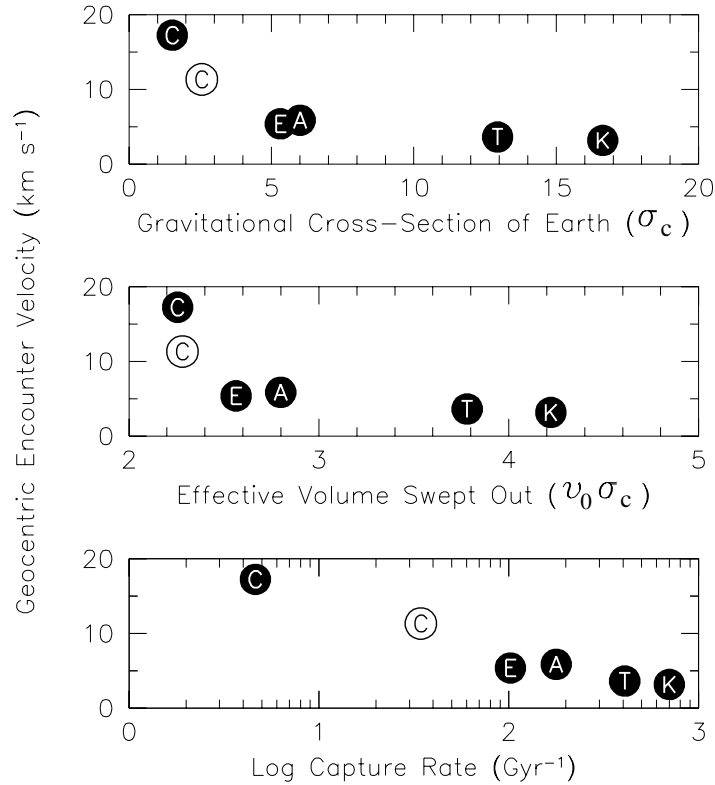 Geocentric Encounter Velocity (km s⁻¹)
20
10
0
C
C
E A
T
K
0 5 10 15 20
Gravitational Cross-Section of Earth (σc)
20
10
0
C
C
E
A
T
K
2 3 4 5
Effective Volume Swept Out (υ₀σc)
20
10
0
C
C
E
A
T
K
0 1 2 3
Log Capture Rate (Gyr⁻¹)